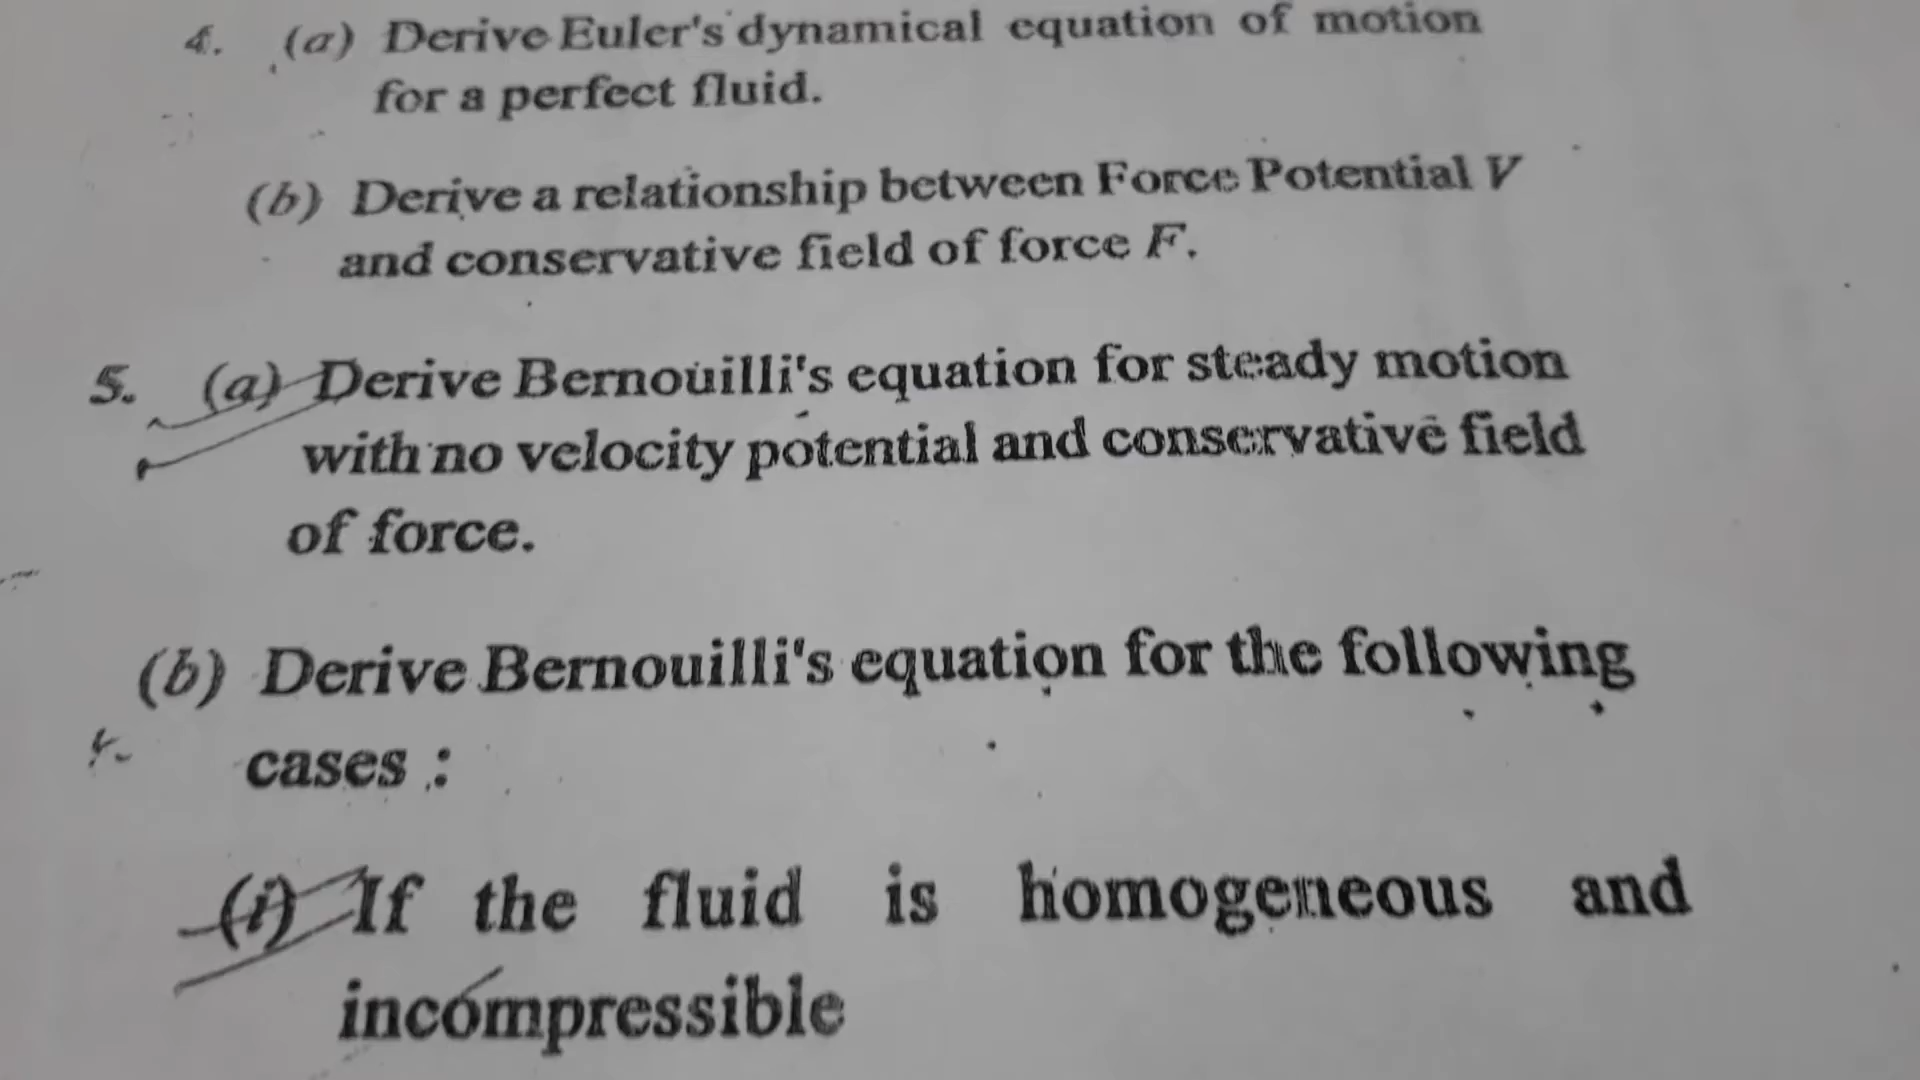 4. (a) Derive Euler's dynamical equation of motion
for a perfect fluid.
(b) Derive a relationship between Force Potential V
and conservative field of force F.
5. (a) Derive Bernouilli's equation for steady motion
with no velocity potential and conservative field
of force.
(b) Derive Bernouilli's equation for the following
cases :
(i) If the fluid is homogeneous and
incompressible